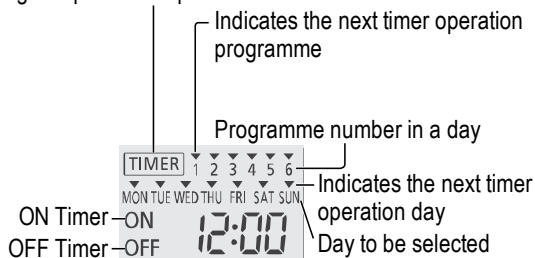 Indicates the next timer operation
programme
Programme number in a day
TIMER 1 2 3 4 5 6
MON TUE WED THU FRI SAT SUN
Indicates the next timer
operation day
ON Timer
ON
12:00
OFF Timer
OFF
Day to be selected